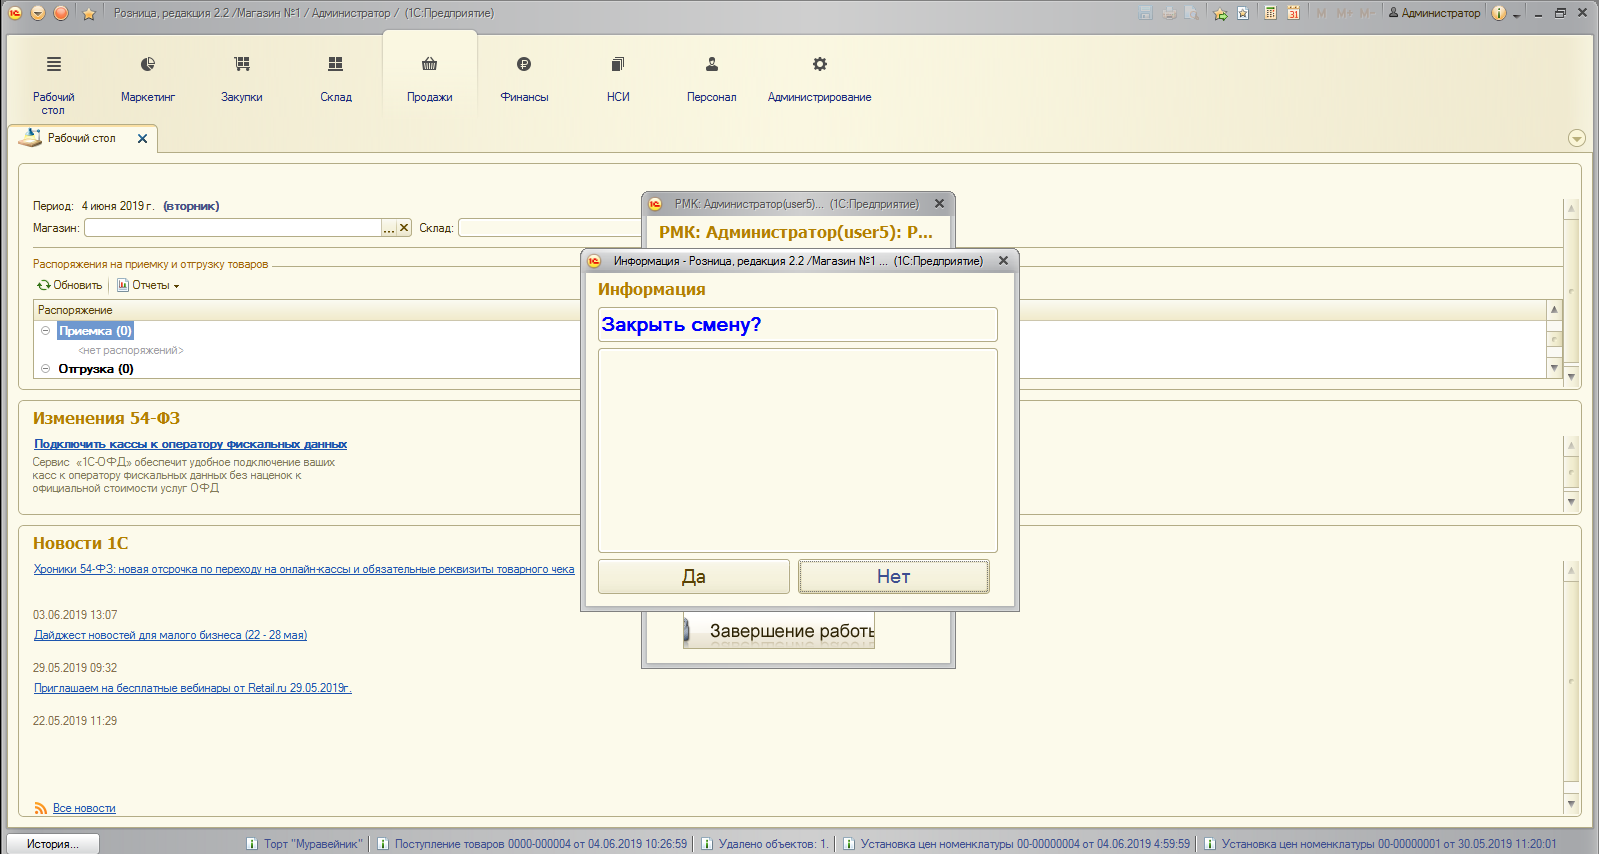 Розница, редакция 2.2 /Магазин №1 / Администратор / (1С:Предприятие)
31
M M+ M- Администратор
Рабочий стол
Маркетинг
Закупки
Склад
Продажи
Финансы
НСИ
Персонал
Администрирование
Рабочий стол
Период: 4 июня 2019 г. (вторник)
Магазин: ... Склад:
Распоряжения на приемку и отгрузку товаров
Обновить Отчеты
Распоряжение
Приемка (0)
<нет распоряжений>
Отгрузка (0)
РМК: Администратор(user5)... (1С:Предприятие)
РМК: Администратор(user5): Р...
Информация - Розница, редакция 2.2 /Магазин №1 ... (1С:Предприятие)
Информация
Закрыть смену?
Да
Нет
Завершение работы
Изменения 54-ФЗ
Подключить кассы к оператору фискальных данных
Сервис «1С-ОФД» обеспечит удобное подключение ваших
касс к оператору фискальных данных без наценок к
официальной стоимости услуг ОФД
Новости 1С
Хроники 54-ФЗ: новая отсрочка по переходу на онлайн-кассы и обязательные реквизиты товарного чека
03.06.2019 13:07
Дайджест новостей для малого бизнеса (22 - 28 мая)
29.05.2019 09:32
Приглашаем на бесплатные вебинары от Retail.ru 29.05.2019г.
22.05.2019 11:29
Все новости
История...
Торт "Муравейник"
Поступление товаров 0000-000004 от 04.06.2019 10:26:59
Удалено объектов: 1.
Установка цен номенклатуры 00-00000004 от 04.06.2019 4:59:59
Установка цен номенклатуры 00-00000001 от 30.05.2019 11:20:01